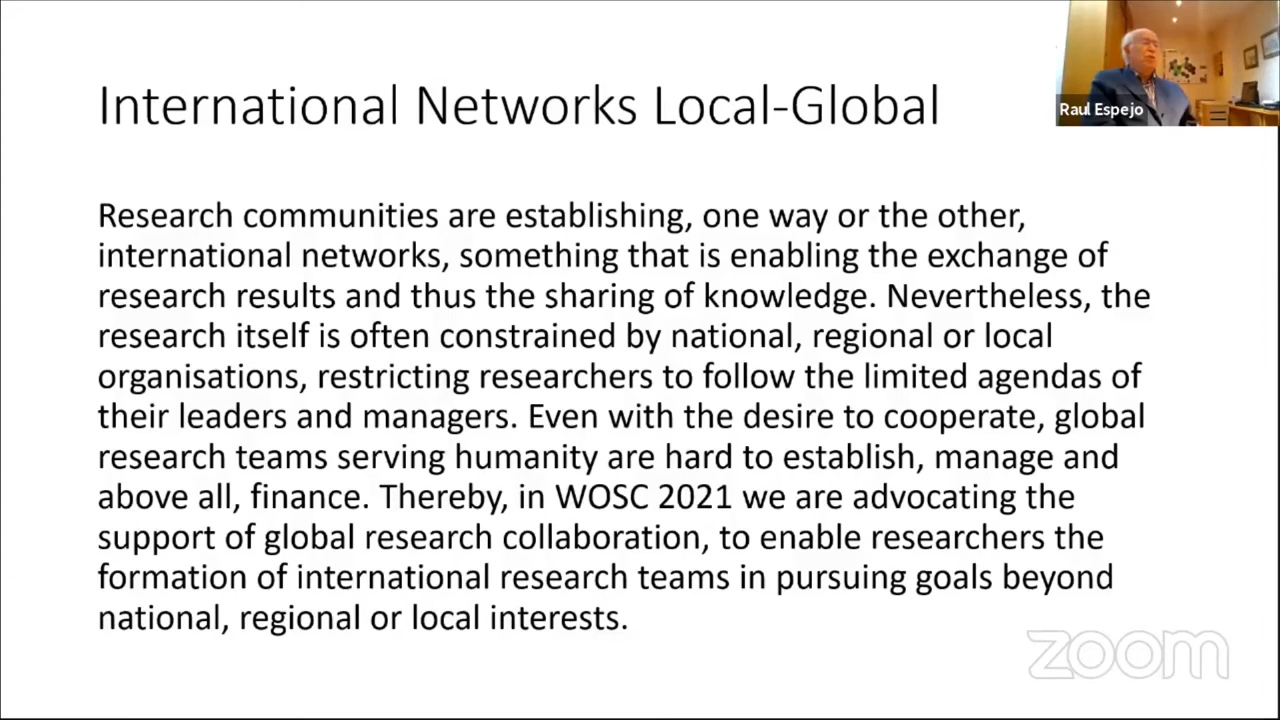 International Networks Local-Global
Raul Espejo
Research communities are establishing, one way or the other,
international networks, something that is enabling the exchange of
research results and thus the sharing of knowledge. Nevertheless, the
research itself is often constrained by national, regional or local
organisations, restricting researchers to follow the limited agendas of
their leaders and managers. Even with the desire to cooperate, global
research teams serving humanity are hard to establish, manage and
above all, finance. Thereby, in WOSC 2021 we are advocating the
support of global research collaboration, to enable researchers the
formation of international research teams in pursuing goals beyond
national, regional or local interests.
zoom